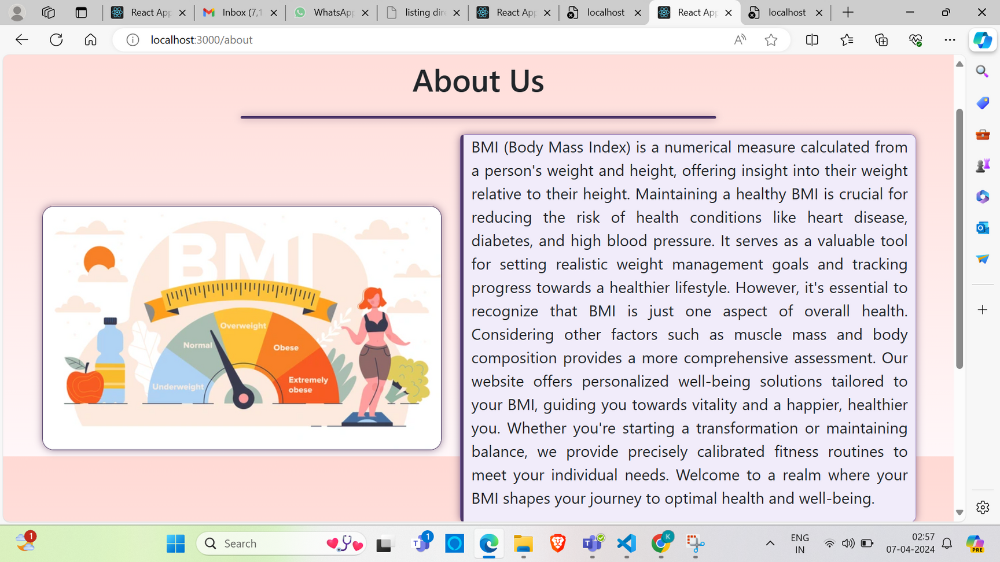 React App
Inbox (7,1
WhatsApp
listing dire
React App
localhost
React App
localhost
localhost:3000/about
About Us
BMI (Body Mass Index) is a numerical measure calculated from
a person's weight and height, offering insight into their weight
relative to their height. Maintaining a healthy BMI is crucial for
reducing the risk of health conditions like heart disease,
diabetes, and high blood pressure. It serves as a valuable tool
for setting realistic weight management goals and tracking
progress towards a healthier lifestyle. However, it's essential to
recognize that BMI is just one aspect of overall health.
Considering other factors such as muscle mass and body
composition provides a more comprehensive assessment. Our
website offers personalized well-being solutions tailored to
your BMI, guiding you towards vitality and a happier, healthier
you. Whether you're starting a transformation or maintaining
balance, we provide precisely calibrated fitness routines to
meet your individual needs. Welcome to a realm where your
BMI shapes your journey to optimal health and well-being.
BMI
Overweight
Normal
Obese
Underweight
Extremely
obese
1
Search
1
K
ENG
IN
02:57
07-04-2024
PRE